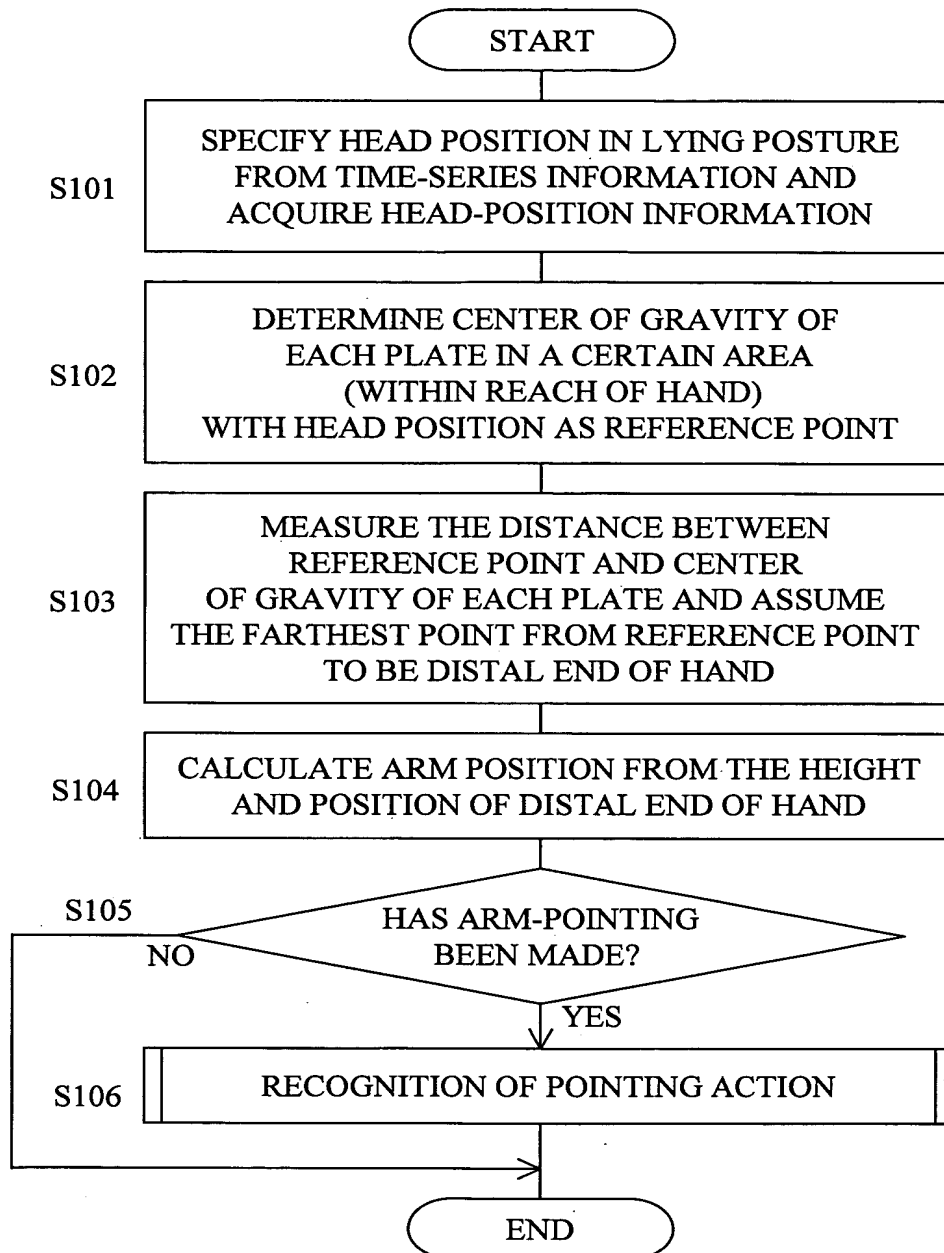 START
S101
SPECIFY HEAD POSITION IN LYING POSTURE
FROM TIME-SERIES INFORMATION AND
ACQUIRE HEAD-POSITION INFORMATION
S102
DETERMINE CENTER OF GRAVITY OF
EACH PLATE IN A CERTAIN AREA
(WITHIN REACH OF HAND)
WITH HEAD POSITION AS REFERENCE POINT
S103
MEASURE THE DISTANCE BETWEEN
REFERENCE POINT AND CENTER
OF GRAVITY OF EACH PLATE AND ASSUME
THE FARTHEST POINT FROM REFERENCE POINT
TO BE DISTAL END OF HAND
S104
CALCULATE ARM POSITION FROM THE HEIGHT
AND POSITION OF DISTAL END OF HAND
S105
HAS ARM-POINTING
BEEN MADE?
NO
YES
S106
RECOGNITION OF POINTING ACTION
END